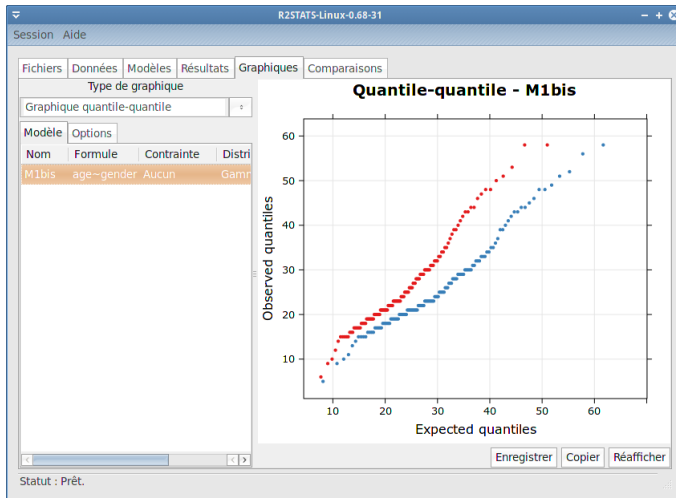 R2STATS-Linux-0.68-31
Session Aide
Fichiers Données Modèles Résultats Graphiques Comparaisons
Type de graphique
Graphique quantile-quantile
Modèle Options
Nom Formule Contrainte Distri
M1bis age~gender Aucun Gamm
Quantile-quantile - M1bis
Observed quantiles
60
50
40
30
20
10
10 20 30 40 50 60
Expected quantiles
Enregistrer Copier Réafficher
Statut : Prêt.